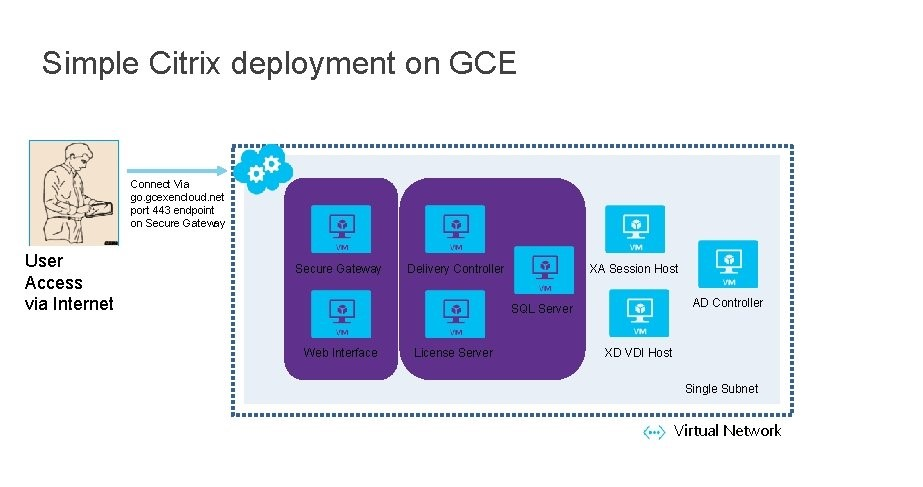 Simple Citrix deployment on GCE
Connect Via
go.gcexencloud.net
port 443 endpoint
on Secure Gateway
User
Access
via Internet
VM
Secure Gateway
VM
Delivery Controller
VM
SQL Server
VM
XA Session Host
VM
AD Controller
VM
Web Interface
VM
License Server
VM
XD VDI Host
Single Subnet
Virtual Network